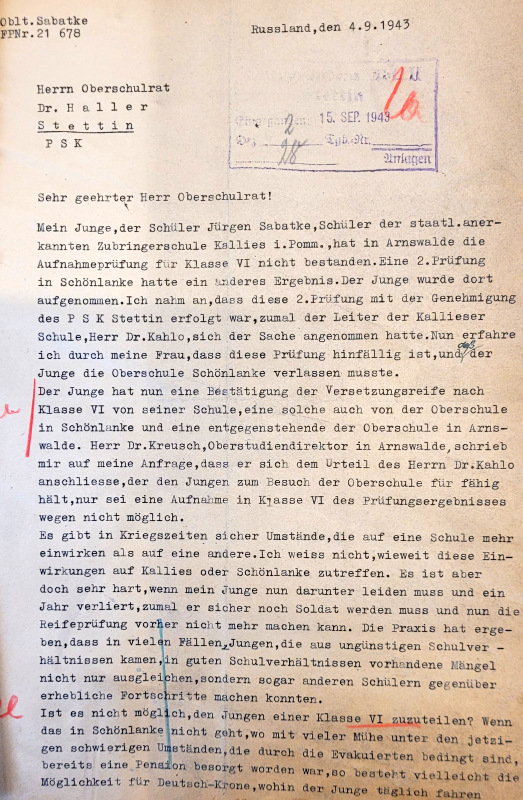 Oblt.Sabatke
FPNr.21 678
Russland,den 4.9.1943
Herrn Oberschulrat
Dr. H a l l e r
S t e t t i n
P S K
15. SEP. 1943
2
28
Tgb.-Nr.
Anlagen
Sehr geehrter Herr Oberschulrat!
Mein Junge,der Schüler Jürgen Sabatke,Schüler der staatl.aner-
kannten Zubringerschule Kallies i.Pomm.,hat in Arnswalde die
Aufnahmeprüfung für Klasse VI nicht bestanden.Eine 2.Prüfung
in Schönlanke hatte ein anderes Ergebnis.Der Junge wurde dort
aufgenommen.Ich nahm an,dass diese 2.Prüfung mit der Genehmigung
des P S K Stettin erfolgt war,zumal der Leiter der Kallieser
Schule,Herr Dr.Kahlo,sich der Sache angenommen hatte.Nun erfahre
ich durch meine Frau,dass diese Prüfung hinfällig ist,und daß der
Junge die Oberschule Schönlanke verlassen musste.
Der Junge hat nun eine Bestätigung der Versetzungsreife nach
Klasse VI von seiner Schule,eine solche auch von der Oberschule
in Schönlanke und eine entgegenstehende der Oberschule in Arns-
walde. Herr Dr.Kreusch,Oberstudiendirektor in Arnswalde,schrieb
mir auf meine Anfrage,dass er sich dem Urteil des Herrn Dr.Kahlo
anschliesse,der den Jungen zum Besuch der Oberschule für fähig
hält,nur sei eine Aufnahme in Klasse VI des Prüfungsergebnisses
wegen nicht möglich.
Es gibt in Kriegszeiten sicher Umstände,die auf eine Schule mehr
einwirken als auf eine andere.Ich weiss nicht,wieweit diese Ein-
wirkungen auf Kallies oder Schönlanke zutreffen. Es ist aber
doch sehr hart,wenn mein Junge nun darunter leiden muss und ein
Jahr verliert,zumal er sicher noch Soldat werden muss und nun die
Reifeprüfung vorher nicht mehr machen kann. Die Praxis hat erge-
ben,dass in vielen Fällen,Jungen,die aus ungünstigen Schulver -
hältnissen kamen,in guten Schulverhältnissen vorhandene Mängel
nicht nur ausgleichen,sondern sogar anderen Schülern gegenüber
erhebliche Fortschritte machen konnten.
Ist es nicht möglich,den Jungen einer Klasse VI zuzuteilen? Wenn
das in Schönlanke nicht geht,wo mit vieler Mühe unter den jetzi-
gen schwierigen Umständen,die durch die Evakuierten bedingt sind,
bereits eine Pension besorgt worden war,so besteht vielleicht die
Möglichkeit für Deutsch-Krone,wohin der Junge täglich fahren